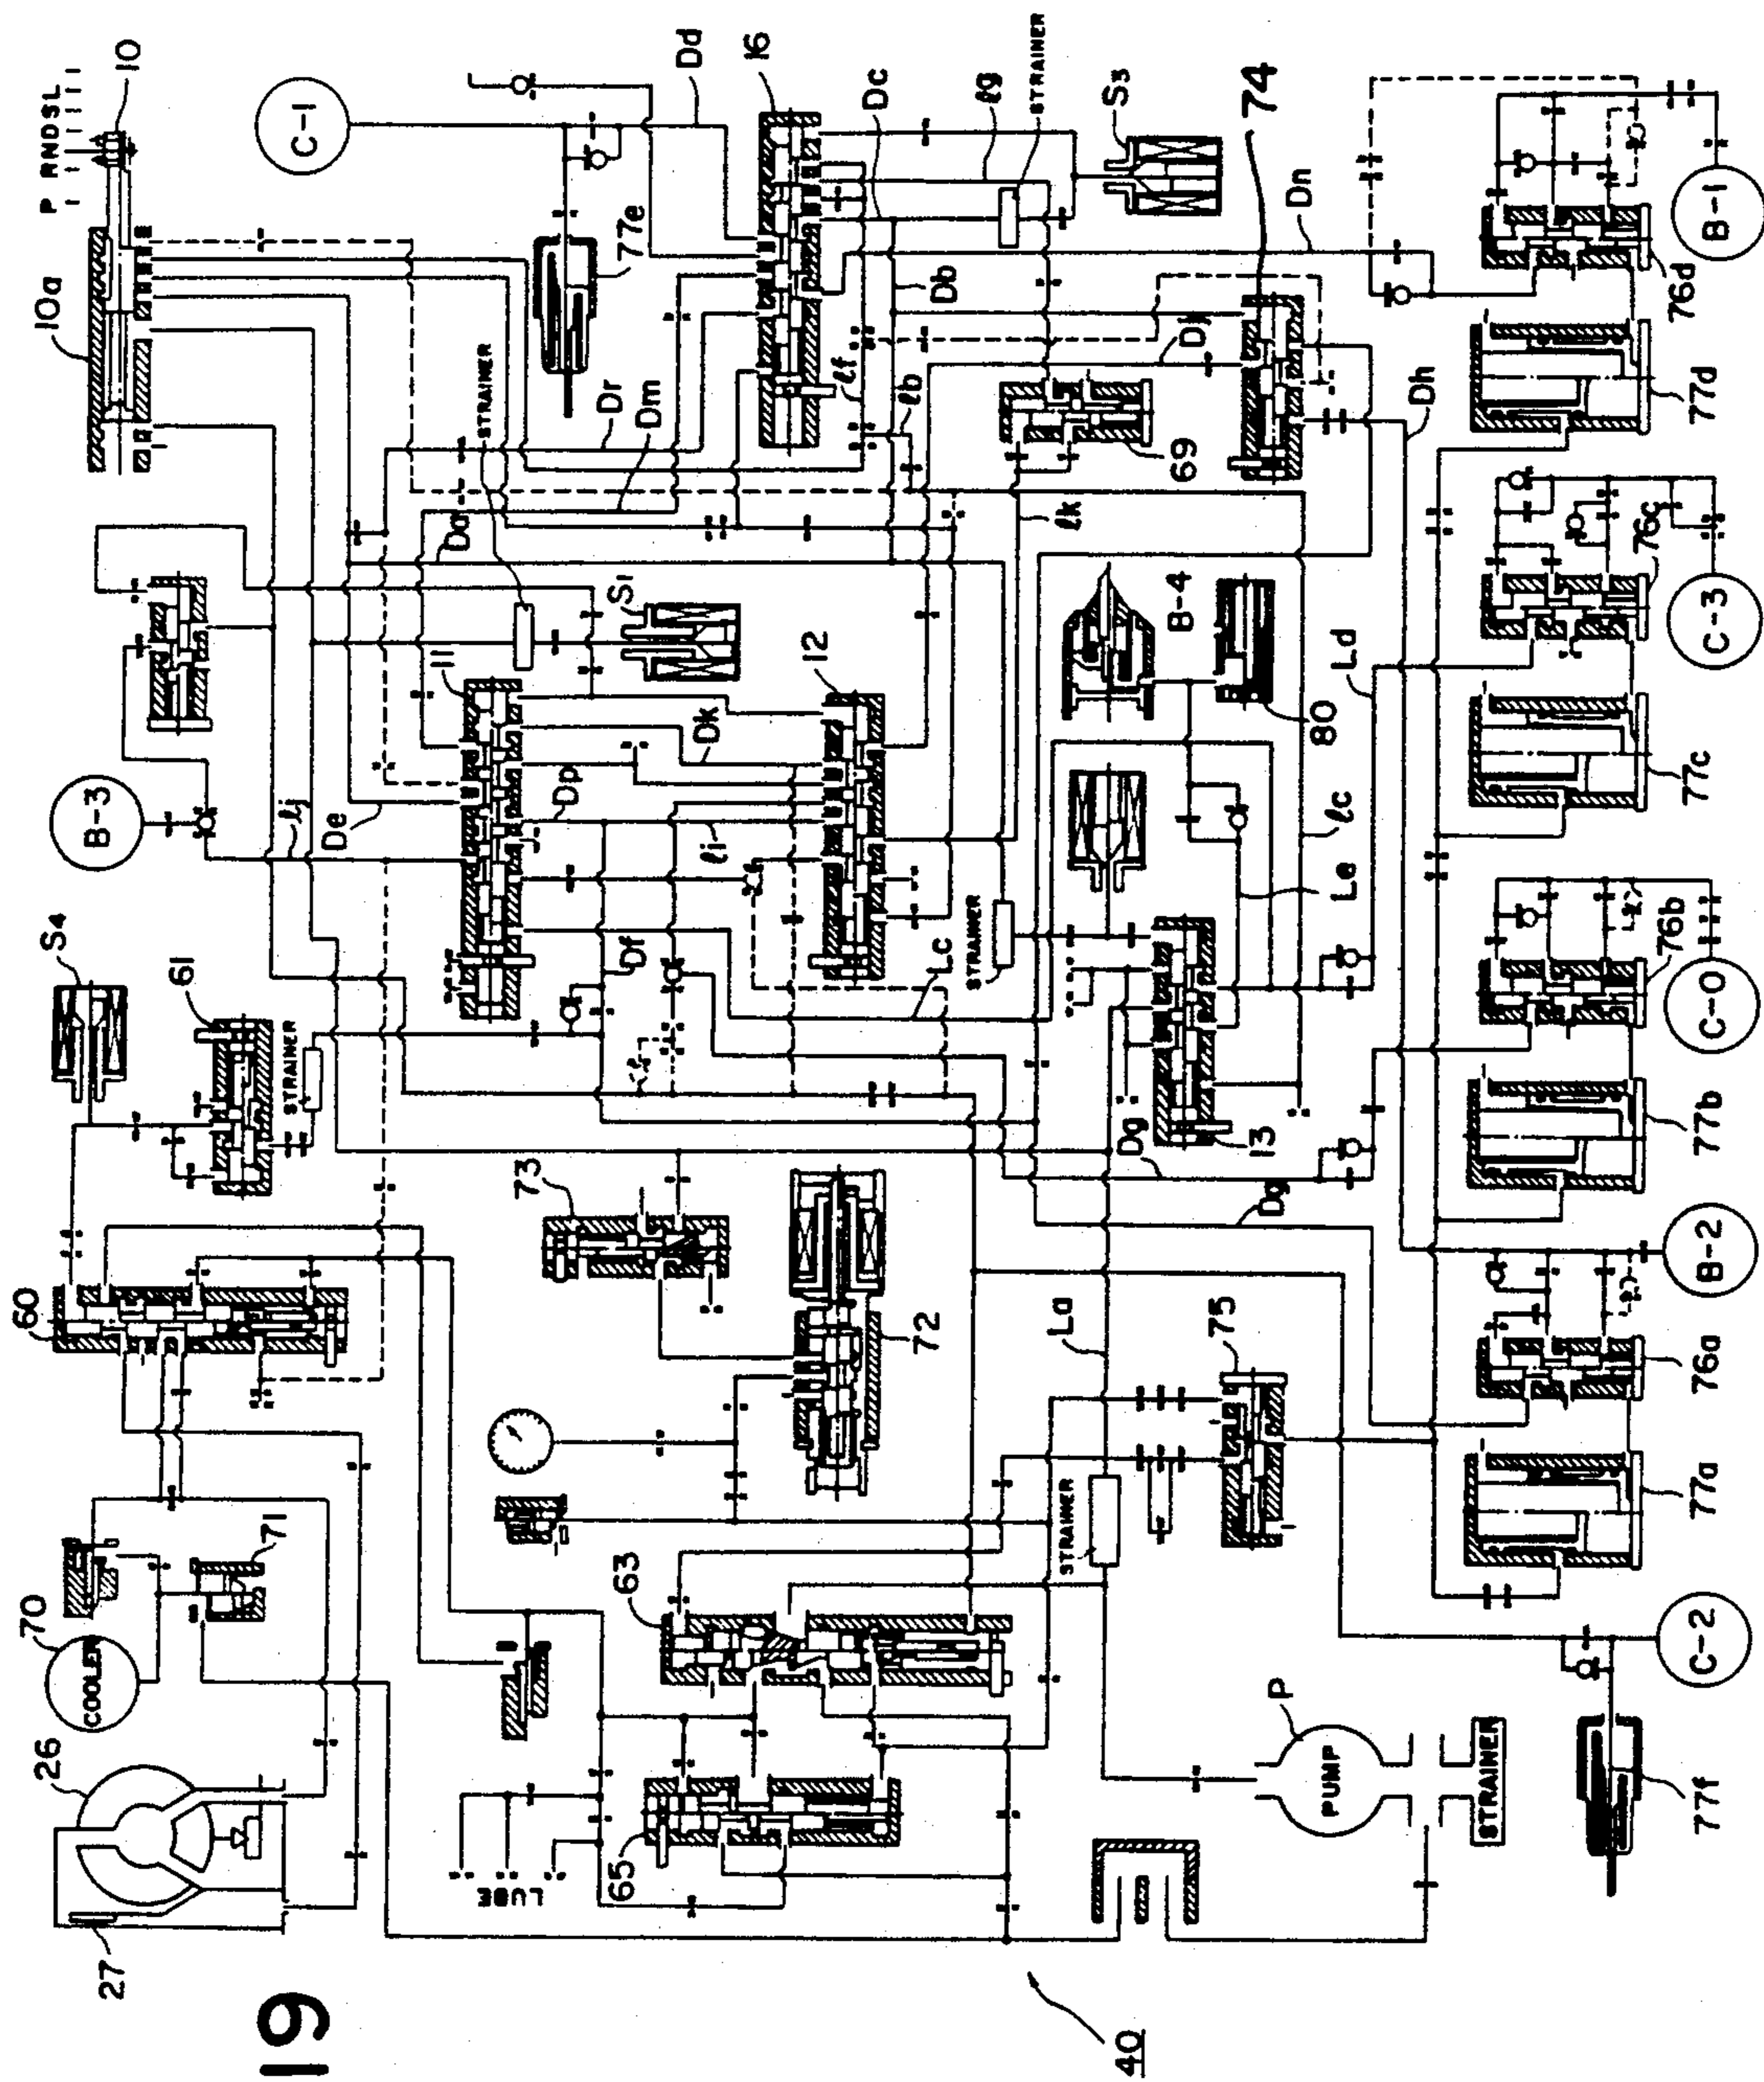 P RNDSL
10
10a
C-1
Dd
16
77e
Dc
lg
STRAINER
S3
74
Dn
B-1
76d
77d
Db
lf
lb
Dj
69
Dh
STRAINER
Dr
Dm
Da
lk
S1
11
12
B-4
80
Ld
C-3
76c
77c
B-3
lj
De
Dk
Dp
li
Df
Lc
STRAINER
lc
Le
13
S4
61
STRAINER
Dg
Dg
C-0
76b
77b
60
73
72
La
75
B-2
76a
77a
STRAINER
71
70
COOLER
63
65
26
27
LUBE
P
PUMP
STRAINER
C-2
77f
40
19